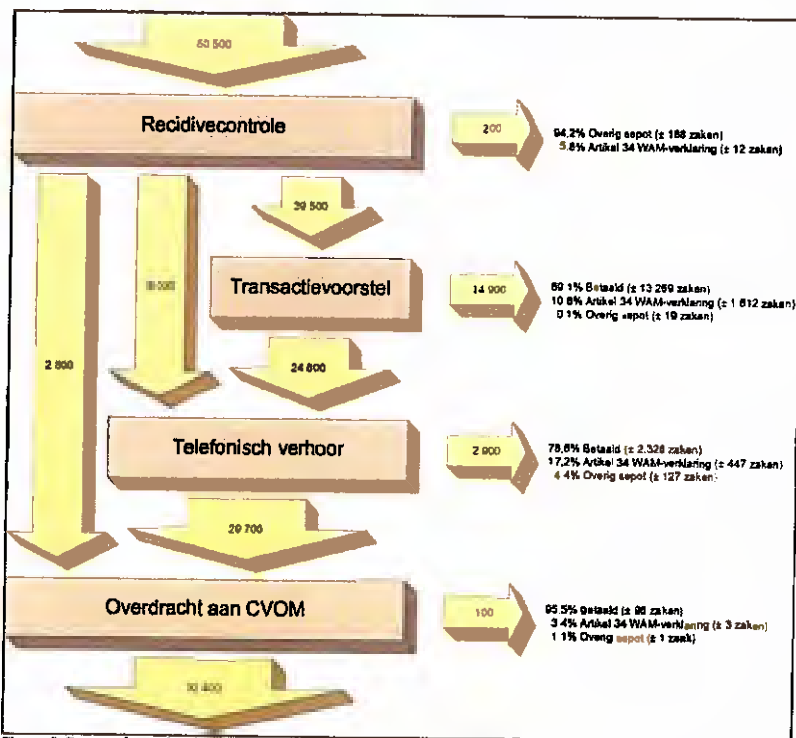 50 500
Recidivecontrole
200
94,2% Overig sepot (± 188 zaken)
5.8% Artikel 34 WAM-verklaring (± 12 zaken)
39 500
Transactievoorstel
14 900
89 1% Betaald (± 13 269 zaken)
10 8% Artikel 34 WAM-verklaring (± 1 612 zaken)
0 1% Overig sepot (± 19 zaken)
2 800
24 800
Telefonisch verhoor
2 900
78,6% Betaald (± 2.326 zaken)
17,2% Artikel 34 WAM-verklaring (± 447 zaken)
4 4% Overig sepot (± 127 zaken)
29 700
Overdracht aan CVOM
100
95.5% Betaald (± 96 zaken)
3 4% Artikel 34 WAM-verklaring (± 3 zaken)
1 1% Overig sepot (± 1 zaak)